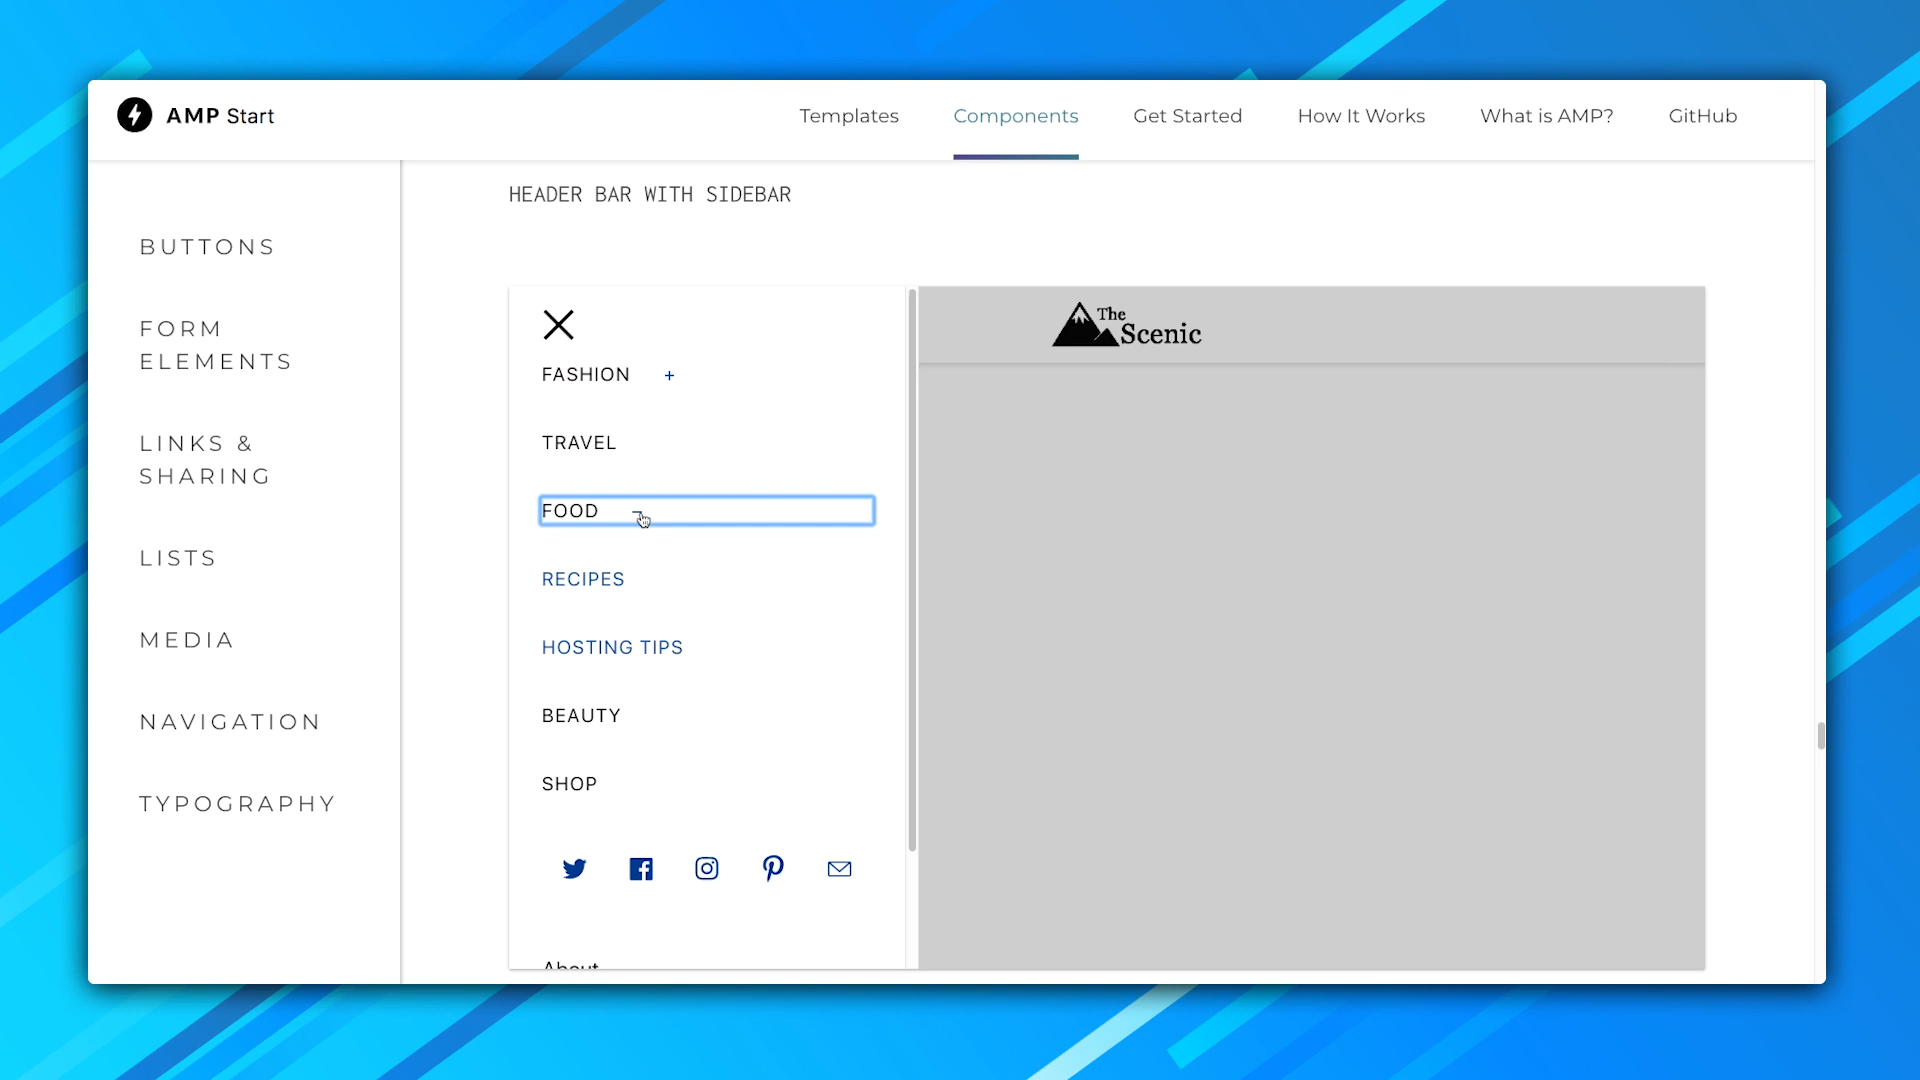 AMP Start
Templates
Components
Get Started
How It Works
What is AMP?
GitHub
BUTTONS
FORM
ELEMENTS
LINKS &
SHARING
LISTS
MEDIA
NAVIGATION
TYPOGRAPHY
HEADER BAR WITH SIDEBAR
FASHION +
TRAVEL
FOOD –
RECIPES
HOSTING TIPS
BEAUTY
SHOP
About
The
Scenic